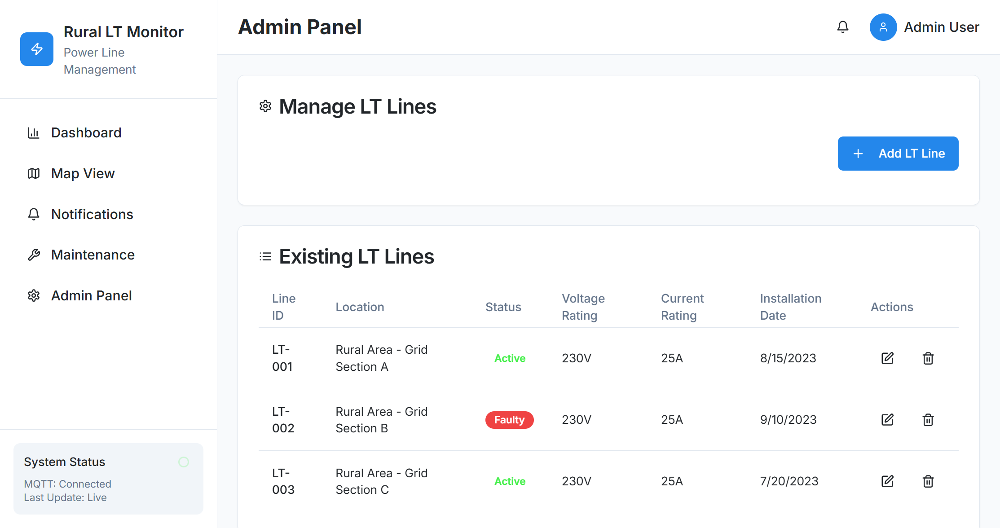 Rural LT Monitor
Power Line
Management
Dashboard
Map View
Notifications
Maintenance
Admin Panel
System Status
MQTT: Connected
Last Update: Live
Admin Panel
Admin User
Manage LT Lines
Add LT Line
Existing LT Lines
Line
ID
Location
Status
Voltage
Rating
Current
Rating
Installation
Date
Actions
LT-
001
Rural Area - Grid
Section A
Active
230V
25A
8/15/2023
LT-
002
Rural Area - Grid
Section B
Faulty
230V
25A
9/10/2023
LT-
003
Rural Area - Grid
Section C
Active
230V
25A
7/20/2023